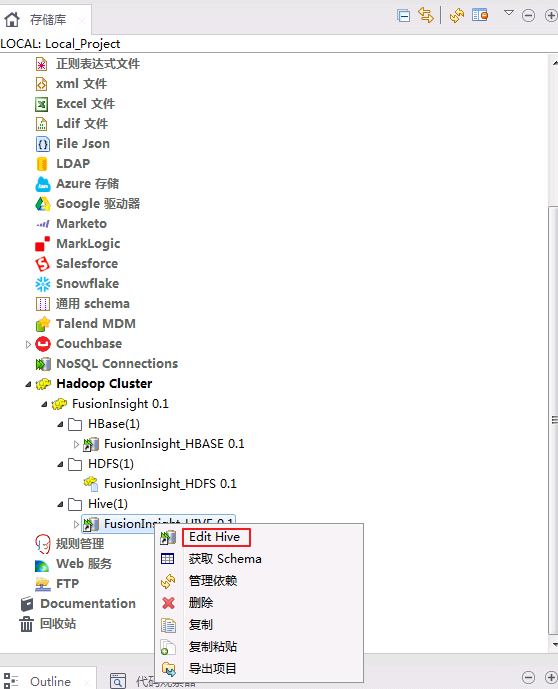 存储库
LOCAL: Local_Project
正则表达式文件
xml 文件
Excel 文件
Ldif 文件
File Json
LDAP
Azure 存储
Google 驱动器
Marketo
MarkLogic
Salesforce
Snowflake
通用 schema
Talend MDM
Couchbase
NoSQL Connections
Hadoop Cluster
FusionInsight 0.1
HBase(1)
FusionInsight_HBASE 0.1
HDFS(1)
FusionInsight_HDFS 0.1
Hive(1)
FusionInsight_HIVE 0.1
Edit Hive
规则管理
获取 Schema
Web 服务
管理依赖
FTP
删除
Documentation
复制
回收站
复制粘贴
导出项目
Outline
代码观察器